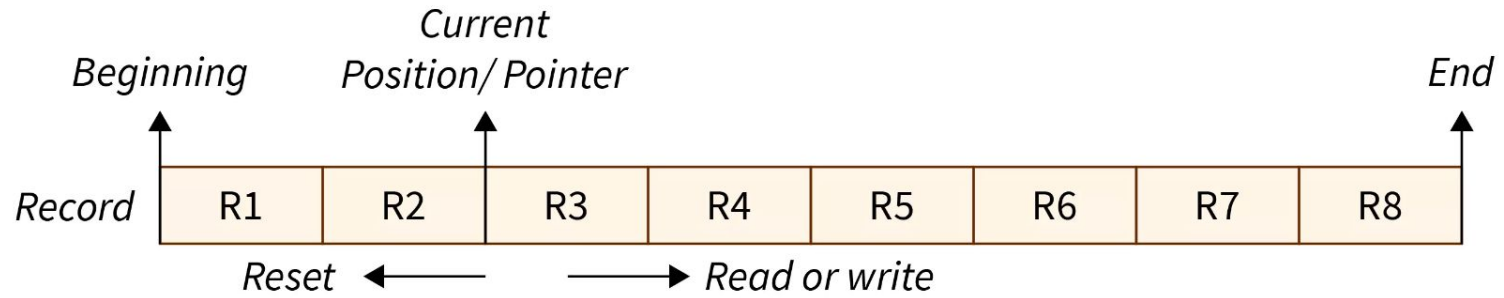 Current
Beginning Position/ Pointer End
Record R1 R2 R3 R4 R5 R6 R7 R8
Reset Read or write